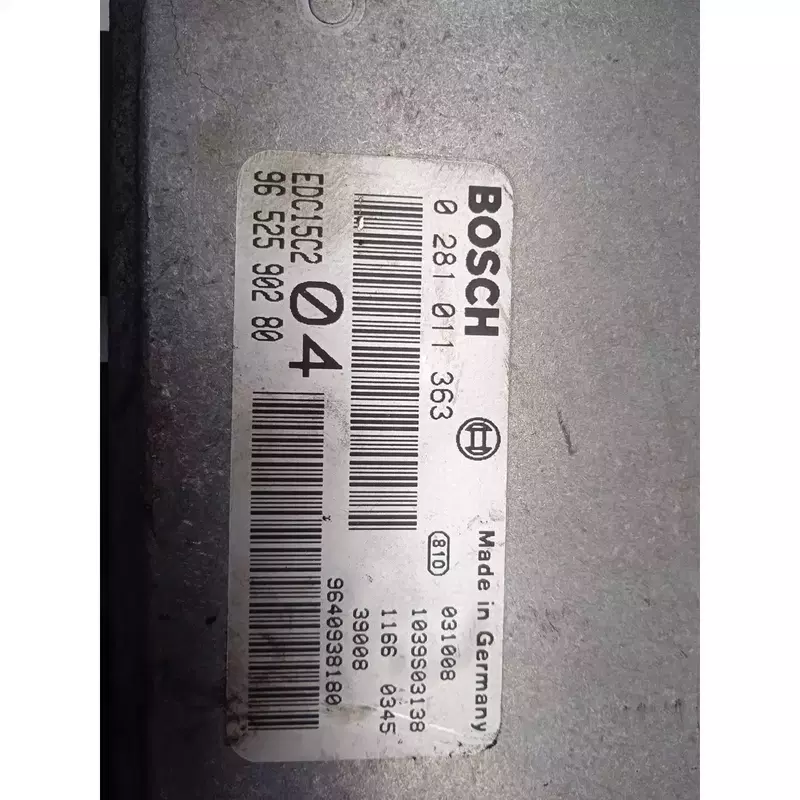 BOSCH
0 281 011 363
EDC15C2 04
96 525 902 80
Made in Germany
810
031008
1039S03138
1166 0345
39008
9640938180